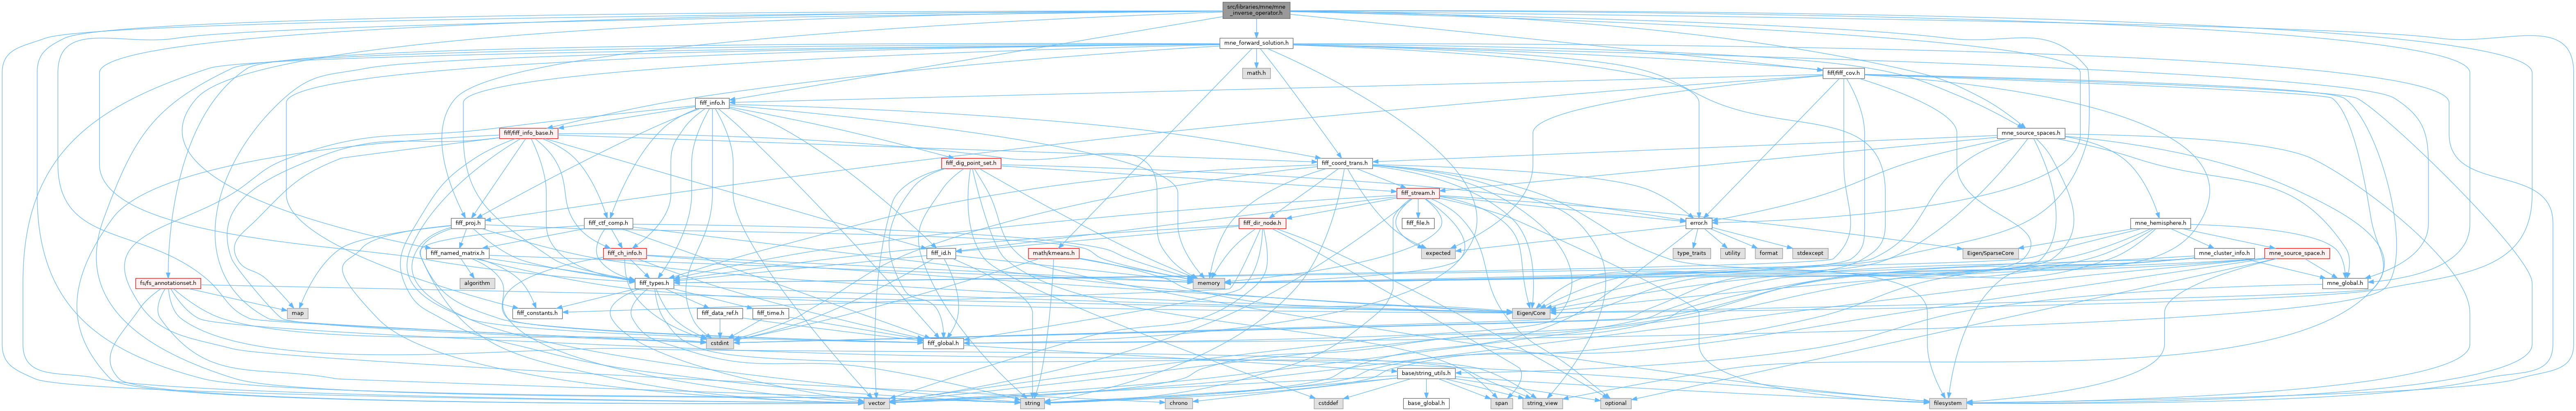 src/libraries/mne/mne
_inverse_operator.h
mne_forward_solution.h
math.h
fiff/fiff_cov.h
fiff_info.h
fiff/fiff_info_base.h
mne_source_spaces.h
fiff_dig_point_set.h
fiff_coord_trans.h
fiff_stream.h
fiff_proj.h
fiff_ctf_comp.h
fiff_dir_node.h
fiff_file.h
error.h
mne_hemisphere.h
fiff_named_matrix.h
fiff_ch_info.h
fiff_id.h
math/kmeans.h
expected
type_traits
utility
format
stdexcept
Eigen/SparseCore
mne_cluster_info.h
mne_source_space.h
fs/fs_annotationset.h
algorithm
fiff_types.h
memory
mne_global.h
map
fiff_constants.h
fiff_data_ref.h
fiff_time.h
Eigen/Core
cstdint
fiff_global.h
base/string_utils.h
vector
string
chrono
cstddef
base_global.h
span
string_view
optional
filesystem